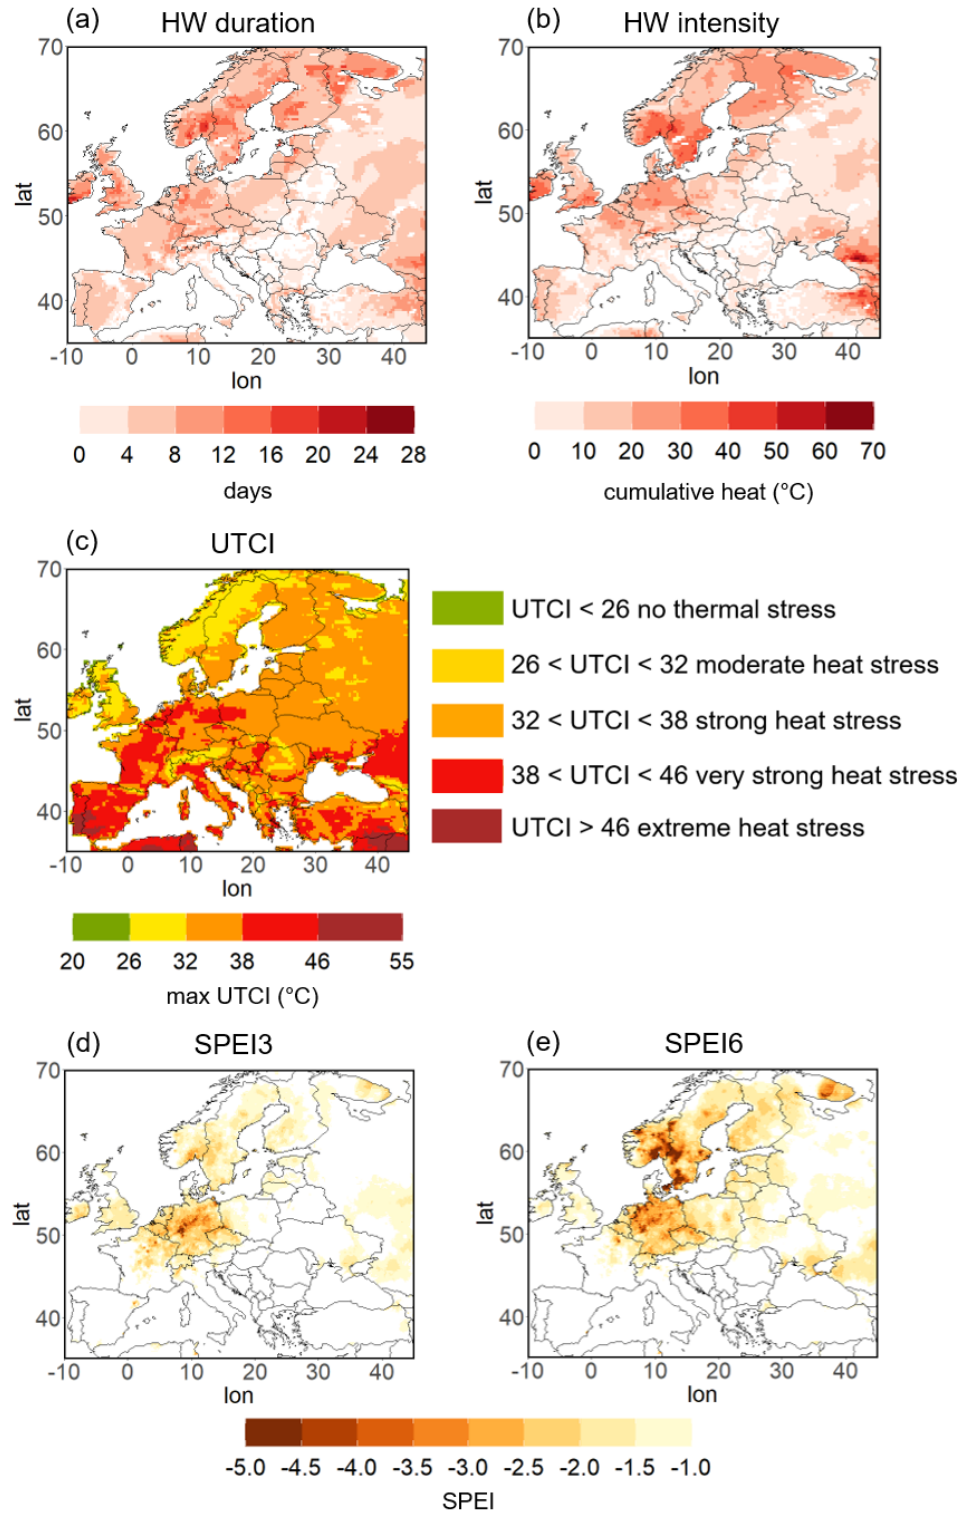 (a) HW duration
(b) HW intensity
70
60
50
40
lat
-10 0 10 20 30 40
lon
0 4 8 12 16 20 24 28
days
70
60
50
40
lat
-10 0 10 20 30 40
lon
0 10 20 30 40 50 60 70
cumulative heat (°C)
(c) UTCI
70
60
50
40
lat
-10 0 10 20 30 40
lon
20 26 32 38 46 55
max UTCI (°C)
UTCI < 26 no thermal stress
26 < UTCI < 32 moderate heat stress
32 < UTCI < 38 strong heat stress
38 < UTCI < 46 very strong heat stress
UTCI > 46 extreme heat stress
(d) SPEI3
(e) SPEI6
70
60
50
40
lat
-10 0 10 20 30 40
lon
70
60
50
40
lat
-10 0 10 20 30 40
lon
-5.0 -4.5 -4.0 -3.5 -3.0 -2.5 -2.0 -1.5 -1.0
SPEI